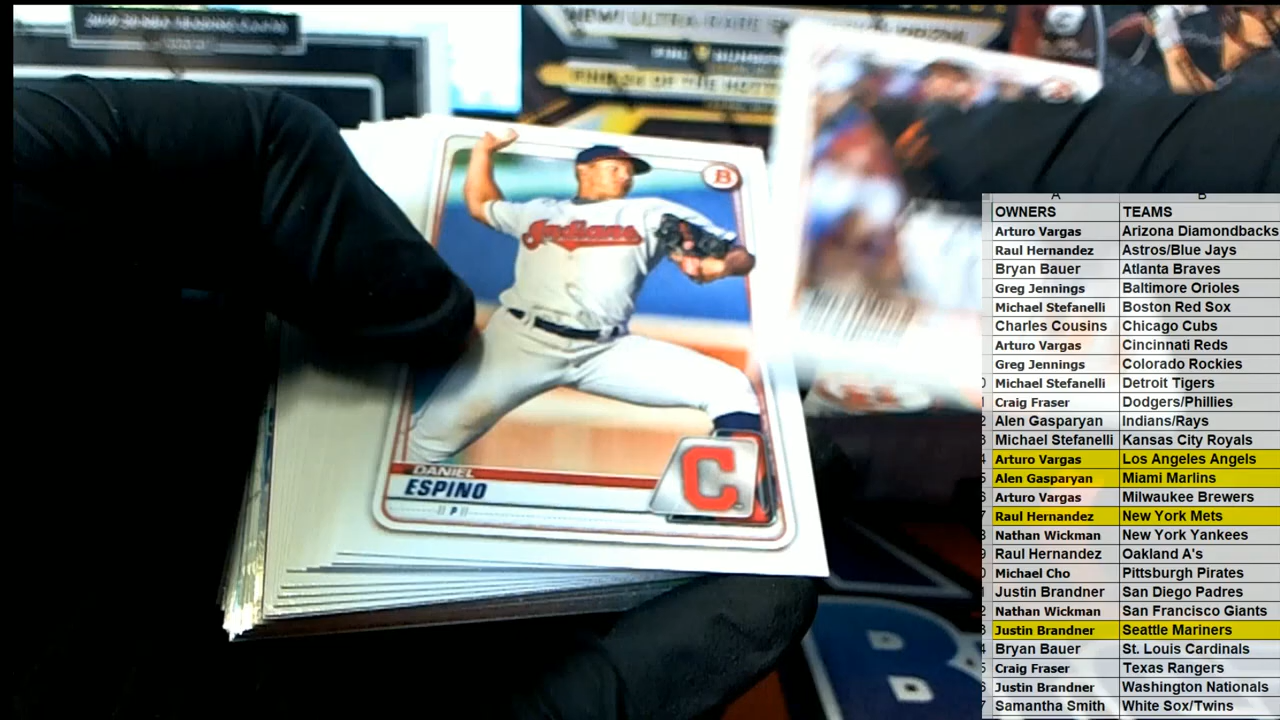 2019-20 NBA TRADING CARDS
B
Indians
C
DANIEL
ESPINO
P
A B
OWNERS TEAMS
Arturo Vargas Arizona Diamondbacks
Raul Hernandez Astros/Blue Jays
Bryan Bauer Atlanta Braves
Greg Jennings Baltimore Orioles
Michael Stefanelli Boston Red Sox
Charles Cousins Chicago Cubs
Arturo Vargas Cincinnati Reds
Greg Jennings Colorado Rockies
Michael Stefanelli Detroit Tigers
Craig Fraser Dodgers/Phillies
Alen Gasparyan Indians/Rays
Michael Stefanelli Kansas City Royals
Arturo Vargas Los Angeles Angels
Alen Gasparyan Miami Marlins
Arturo Vargas Milwaukee Brewers
Raul Hernandez New York Mets
Nathan Wickman New York Yankees
Raul Hernandez Oakland A's
Michael Cho Pittsburgh Pirates
Justin Brandner San Diego Padres
Nathan Wickman San Francisco Giants
Justin Brandner Seattle Mariners
Bryan Bauer St. Louis Cardinals
Craig Fraser Texas Rangers
Justin Brandner Washington Nationals
Samantha Smith White Sox/Twins